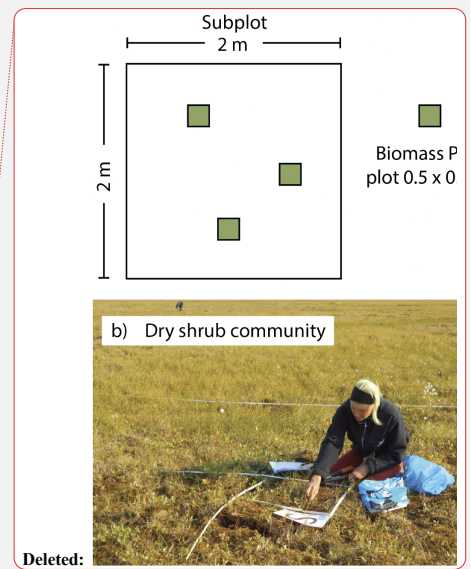 Subplot
2 m
2 m
Biomass P
plot 0.5 x 0.
b) Dry shrub community
Deleted: